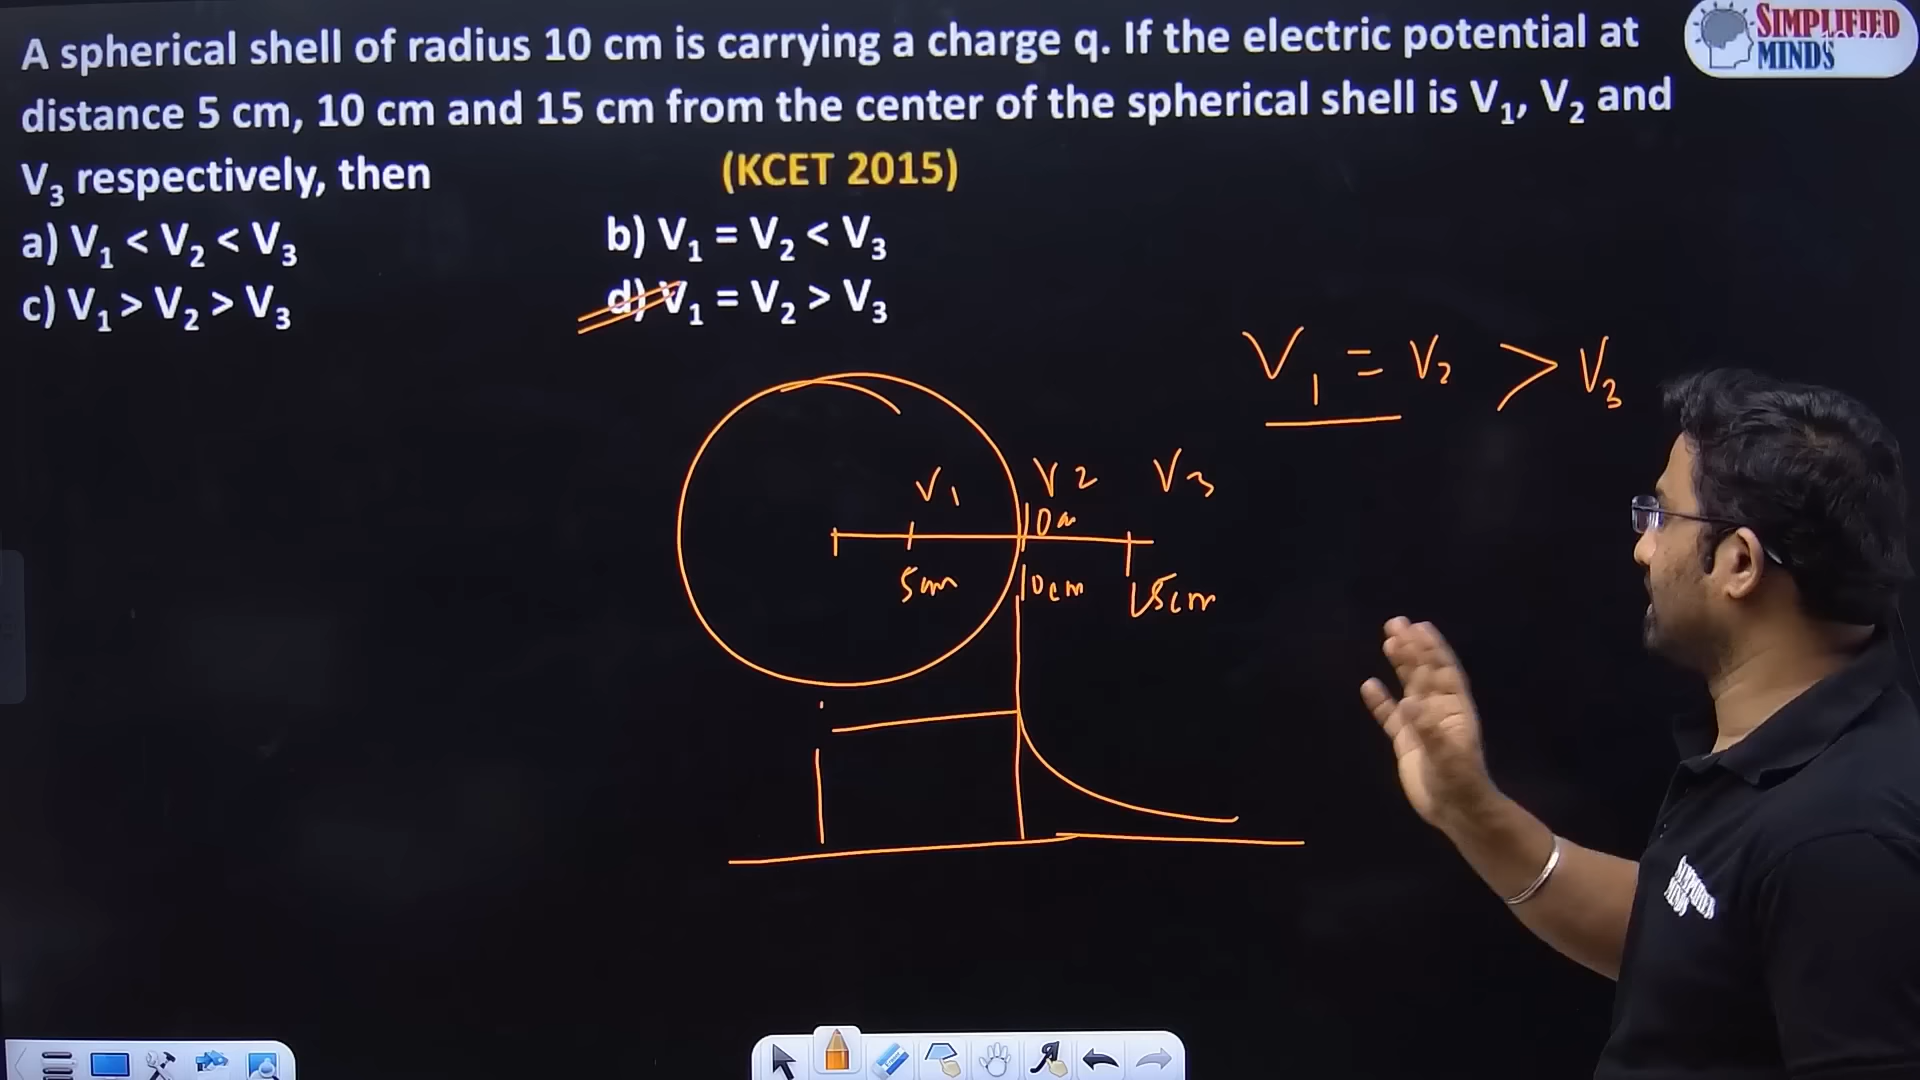 A spherical shell of radius 10 cm is carrying a charge q. If the electric potential at
distance 5 cm, 10 cm and 15 cm from the center of the spherical shell is V₁, V₂ and
V₃ respectively, then (KCET 2015)
a) V₁ < V₂ < V₃ b) V₁ = V₂ < V₃
c) V₁ > V₂ > V₃ d) V₁ = V₂ > V₃
SIMPLIFIED
MINDS
V₁ = V₂ > V₃
V₁ V2 V3
5cm 10cm 15cm
SIMPLIFIED
MINDS